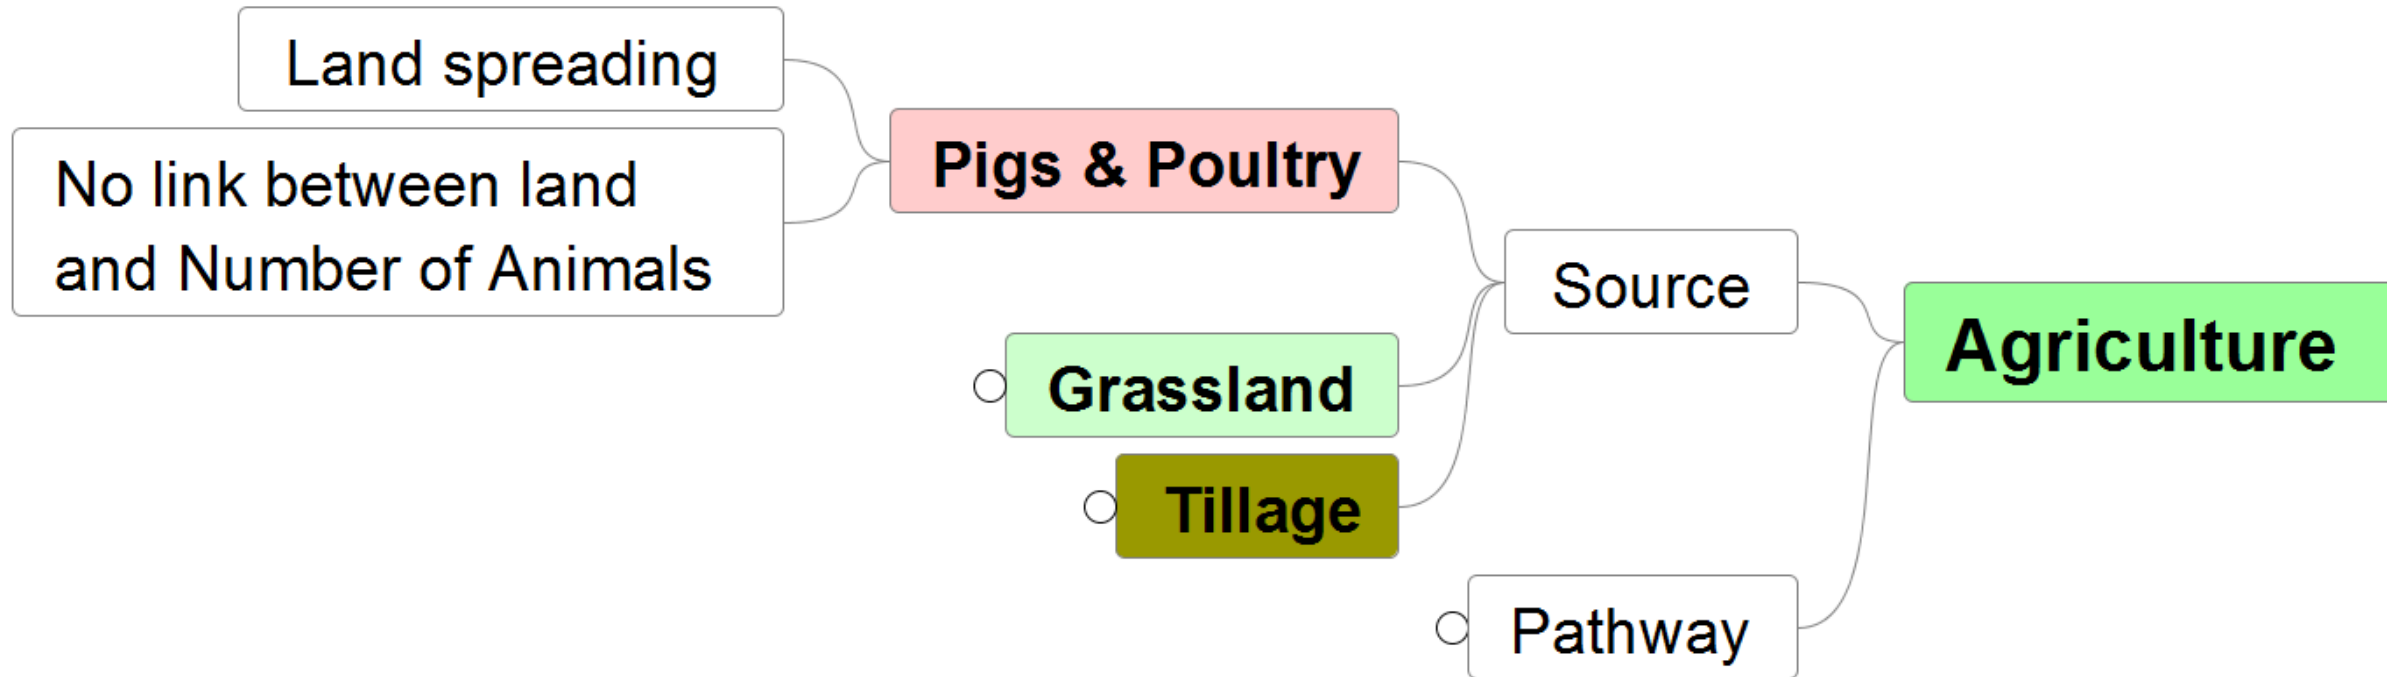 Land spreading
No link between land
and Number of Animals
Pigs & Poultry
Grassland
Tillage
Source
Pathway
Agriculture